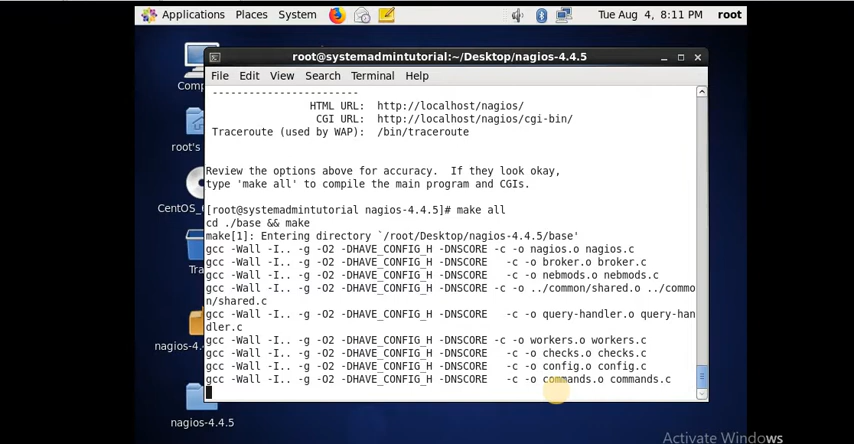 Applications Places System
Tue Aug 4, 8:11 PM root
root@systemadmintutorial:~/Desktop/nagios-4.4.5
File Edit View Search Terminal Help
------------------------
HTML URL: http://localhost/nagios/
CGI URL: http://localhost/nagios/cgi-bin/
Traceroute (used by WAP): /bin/traceroute
Review the options above for accuracy. If they look okay,
type 'make all' to compile the main program and CGIs.
[root@systemadmintutorial nagios-4.4.5]# make all
cd ./base && make
make[1]: Entering directory `/root/Desktop/nagios-4.4.5/base'
gcc -Wall -I.. -g -O2 -DHAVE_CONFIG_H -DNSCORE -c -o nagios.o nagios.c
gcc -Wall -I.. -g -O2 -DHAVE_CONFIG_H -DNSCORE -c -o broker.o broker.c
gcc -Wall -I.. -g -O2 -DHAVE_CONFIG_H -DNSCORE -c -o nebmods.o nebmods.c
gcc -Wall -I.. -g -O2 -DHAVE_CONFIG_H -DNSCORE -c -o ../common/shared.o ../commo
n/shared.c
gcc -Wall -I.. -g -O2 -DHAVE_CONFIG_H -DNSCORE -c -o query-handler.o query-han
dler.c
gcc -Wall -I.. -g -O2 -DHAVE_CONFIG_H -DNSCORE -c -o workers.o workers.c
gcc -Wall -I.. -g -O2 -DHAVE_CONFIG_H -DNSCORE -c -o checks.o checks.c
gcc -Wall -I.. -g -O2 -DHAVE_CONFIG_H -DNSCORE -c -o config.o config.c
gcc -Wall -I.. -g -O2 -DHAVE_CONFIG_H -DNSCORE -c -o commands.o commands.c
Comp
root's
CentOS_
Tra
nagios-4.
nagios-4.4.5
Activate Windows